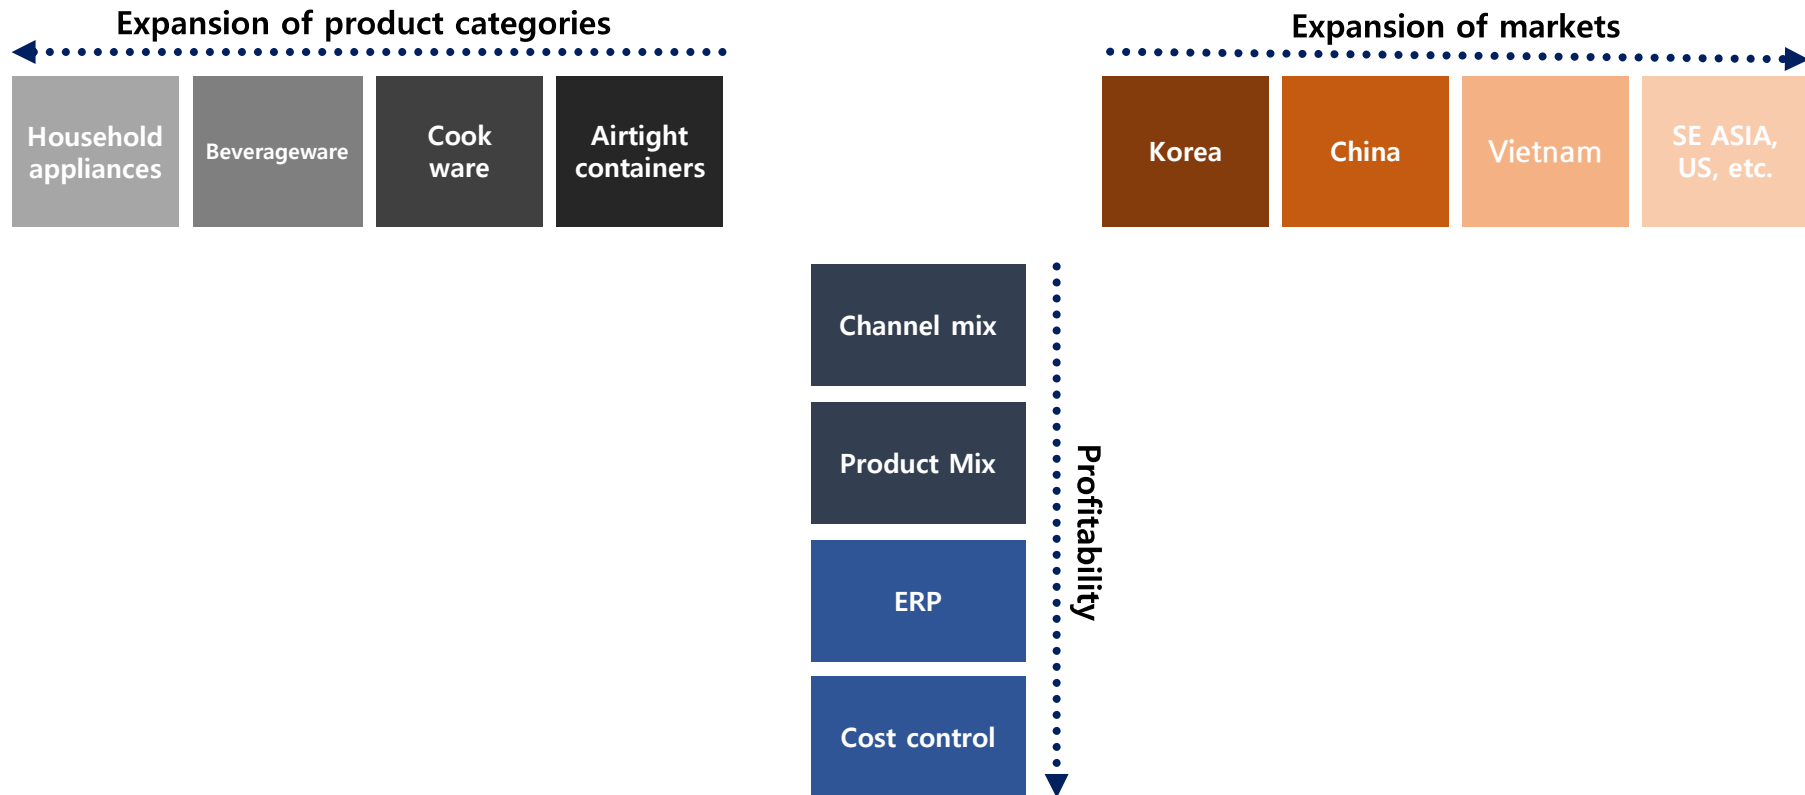 Expansion of product categories
Expansion of markets
Household
appliances
Beverageware
Cook
ware
Airtight
containers
Korea
China
Vietnam
SE ASIA,
US, etc.
Channel mix
Product Mix
ERP
Cost control
Profitability